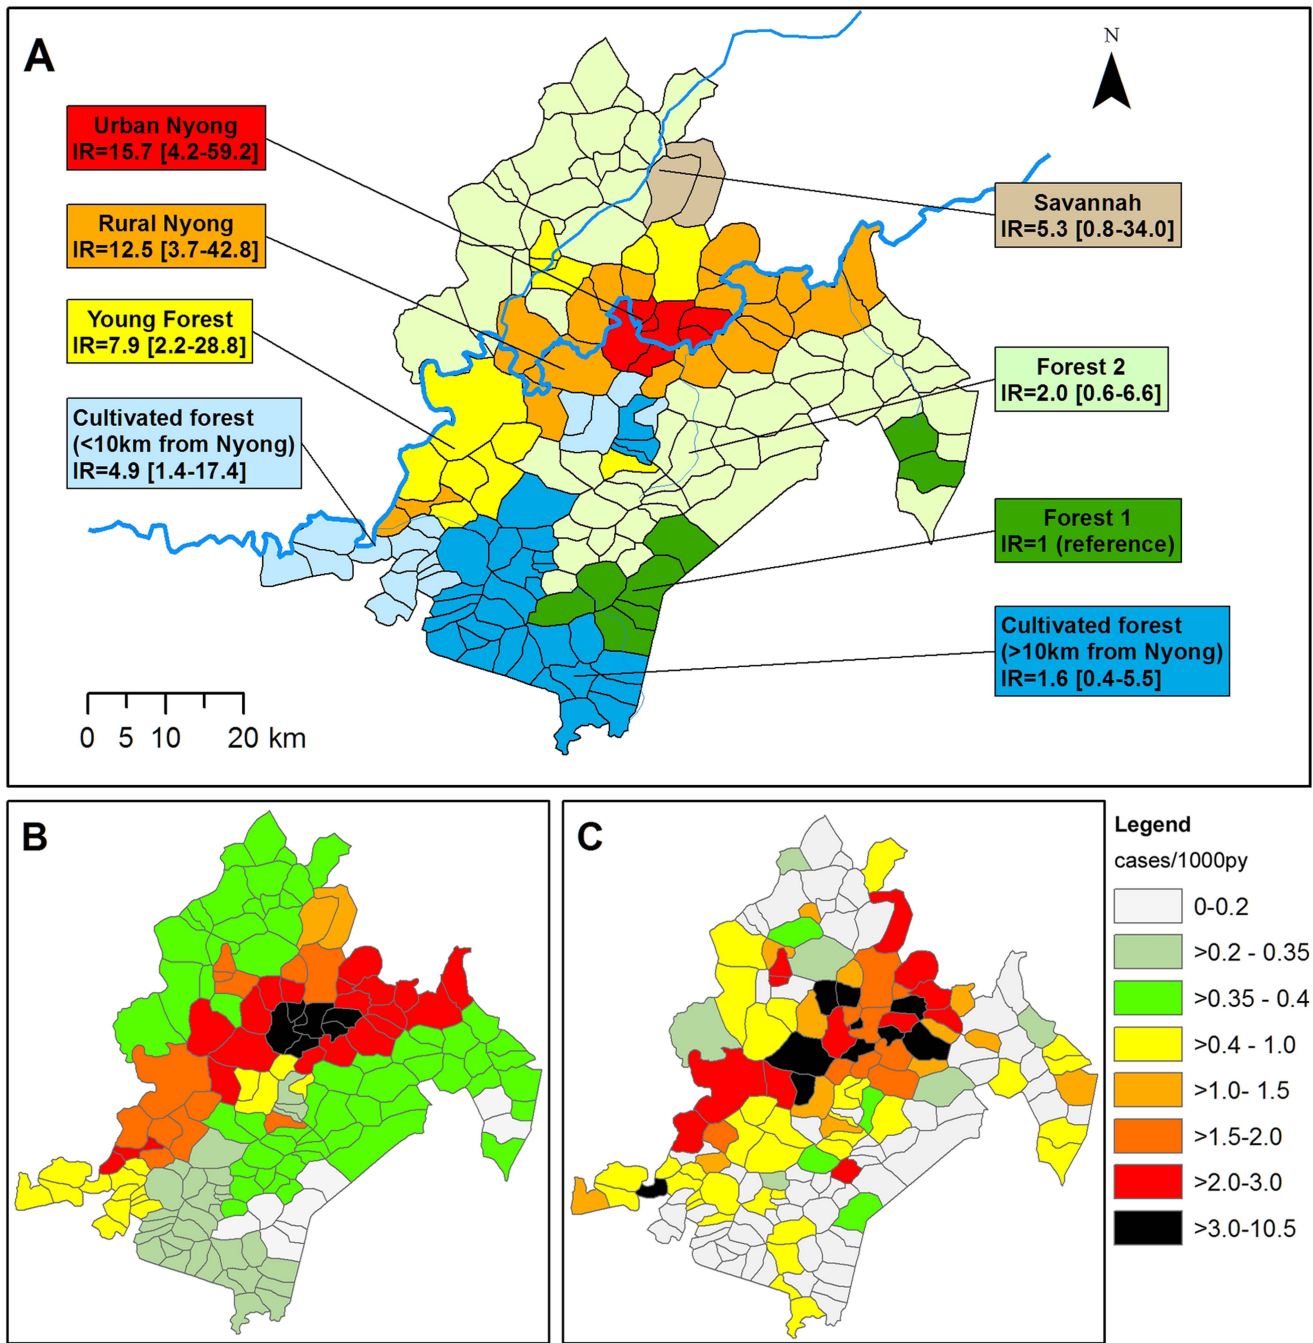 A
N
Urban Nyong
IR=15.7 [4.2-59.2]
Rural Nyong
IR=12.5 [3.7-42.8]
Young Forest
IR=7.9 [2.2-28.8]
Cultivated forest
(<10km from Nyong)
IR=4.9 [1.4-17.4]
Savannah
IR=5.3 [0.8-34.0]
Forest 2
IR=2.0 [0.6-6.6]
Forest 1
IR=1 (reference)
Cultivated forest
(>10km from Nyong)
IR=1.6 [0.4-5.5]
0 5 10 20 km
B
C
Legend
cases/1000py
0-0.2
>0.2 - 0.35
>0.35 - 0.4
>0.4 - 1.0
>1.0- 1.5
>1.5-2.0
>2.0-3.0
>3.0-10.5